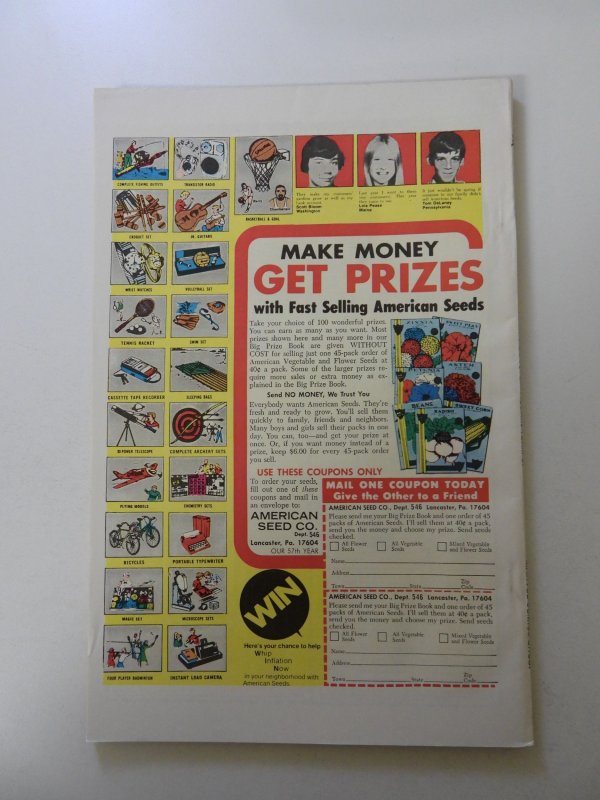 COMPLETE FISHING OUTFITS
TRANSISTOR RADIO
BASKETBALL & GOAL
Scott Bloom
Washington
Lola Pease
Maine
Tom DeLaney
Pennsylvania
CROQUET SET
WRIST WATCHES
VOLLEYBALL SET
TENNIS RACKET
SWIM SET
CASSETTE TAPE RECORDER
SLEEPING BAGS
COMPLETE ARCHERY SETS
FLYING MODELS
CHEMISTRY SETS
BICYCLES
PORTABLE TYPEWRITER
MAGIC SET
MICROSCOPE SETS
FOUR PLAYER BADMINTON
INSTANT LOAD CAMERA
MAKE MONEY
GET PRIZES
with Fast Selling American Seeds
Take your choice of 100 wonderful prizes.
You can earn as many as you want. Most
prizes shown here and many more in our
Big Prize Book are given WITHOUT
COST for selling just one 45-pack order of
American Vegetable and Flower Seeds at
40¢ a pack. Some of the larger prizes re-
quire more sales or extra money as ex-
plained in the Big Prize Book.
Send NO MONEY, We Trust You
Everybody wants American Seeds. They're
fresh and ready to grow. You'll sell them
quickly to family, friends and neighbors.
Many boys and girls sell their packs in one
day. You can, too—and get your prize at
once. Or, if you want money instead of a
prize, keep $6.00 for every 45-pack order
you sell.
ZINNIA
SWEET PEAS
PETUNIA
ASTER
BEANS
RADISH
SWEET CORN
USE THESE COUPONS ONLY
To order your seeds,
fill out one of these
coupons and mail in
an envelope to:
AMERICAN
SEED CO.
Dept. 546
Lancaster, Pa. 17604
OUR 57th YEAR
WIN
Here's your chance to help
Whip
Inflation
Now
in your neighborhood with
American Seeds.
MAIL ONE COUPON TODAY
Give the Other to a Friend
AMERICAN SEED CO., Dept. 546 Lancaster, Pa. 17604
Please send me your Big Prize Book and one order of 45
packs of American Seeds. I'll sell them at 40¢ a pack,
send you the money and choose my prize. Send seeds
checked.
All Flower Seeds
All Vegetable Seeds
Mixed Vegetable and Flower Seeds
Name
Address
Town State Zip Code
AMERICAN SEED CO., Dept. 546 Lancaster, Pa. 17604
Please send me your Big Prize Book and one order of 45
packs of American Seeds. I'll sell them at 40¢ a pack,
send you the money and choose my prize. Send seeds
checked.
All Flower Seeds
All Vegetable Seeds
Mixed Vegetable and Flower Seeds
Name
Address
Town State Zip Code